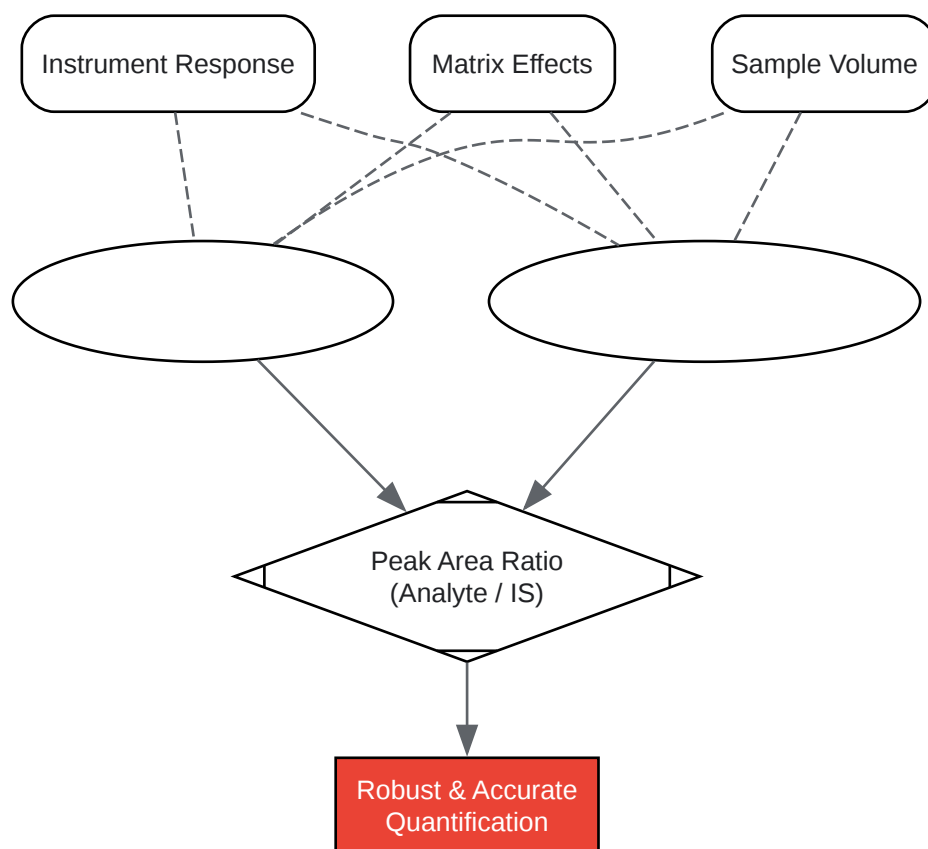 Instrument Response
Matrix Effects
Sample Volume
Peak Area Ratio
(Analyte / IS)
Robust & Accurate
Quantification